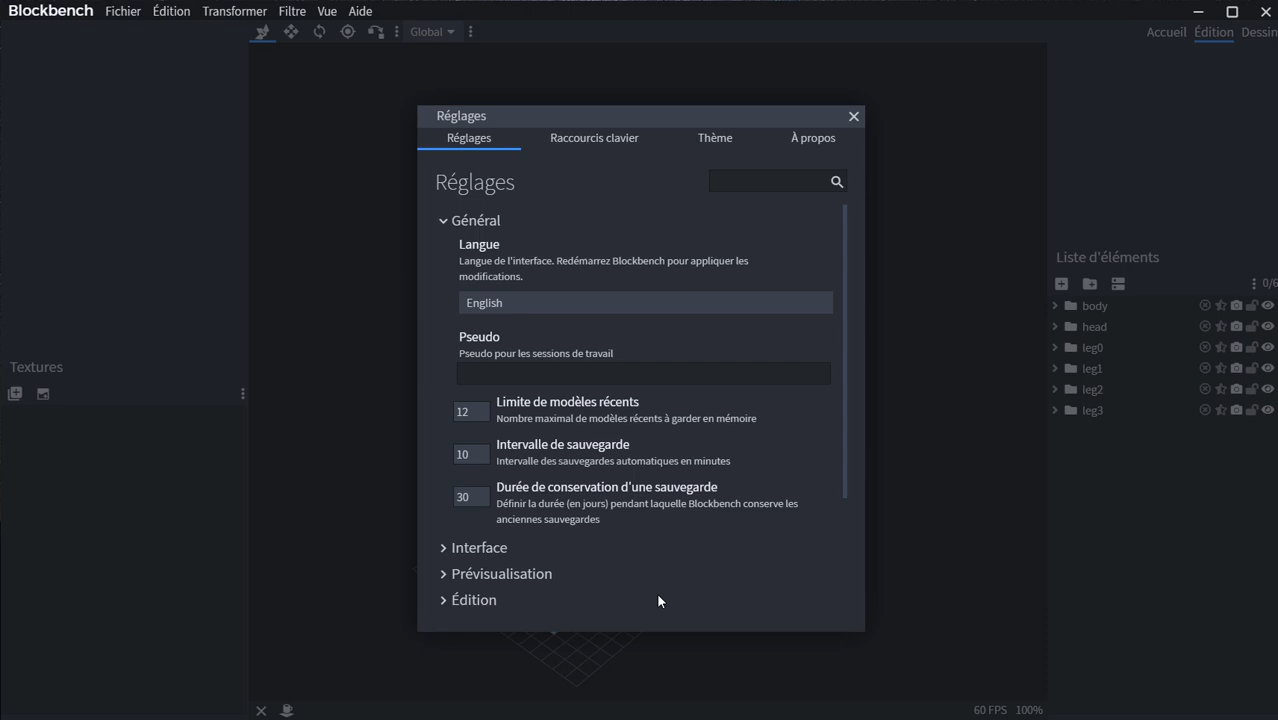 Blockbench Fichier Édition Transformer Filtre Vue Aide
Global
Accueil Édition Dessin
Réglages
Réglages Raccourcis clavier Thème À propos
Réglages
Général
Langue
Langue de l'interface. Redémarrez Blockbench pour appliquer les
modifications.
English
Pseudo
Pseudo pour les sessions de travail
12 Limite de modèles récents
Nombre maximal de modèles récents à garder en mémoire
10 Intervalle de sauvegarde
Intervalle des sauvegardes automatiques en minutes
30 Durée de conservation d'une sauvegarde
Définir la durée (en jours) pendant laquelle Blockbench conserve les
anciennes sauvegardes
Interface
Prévisualisation
Édition
Textures
Liste d'éléments
0/6
body
head
leg0
leg1
leg2
leg3
60 FPS 100%